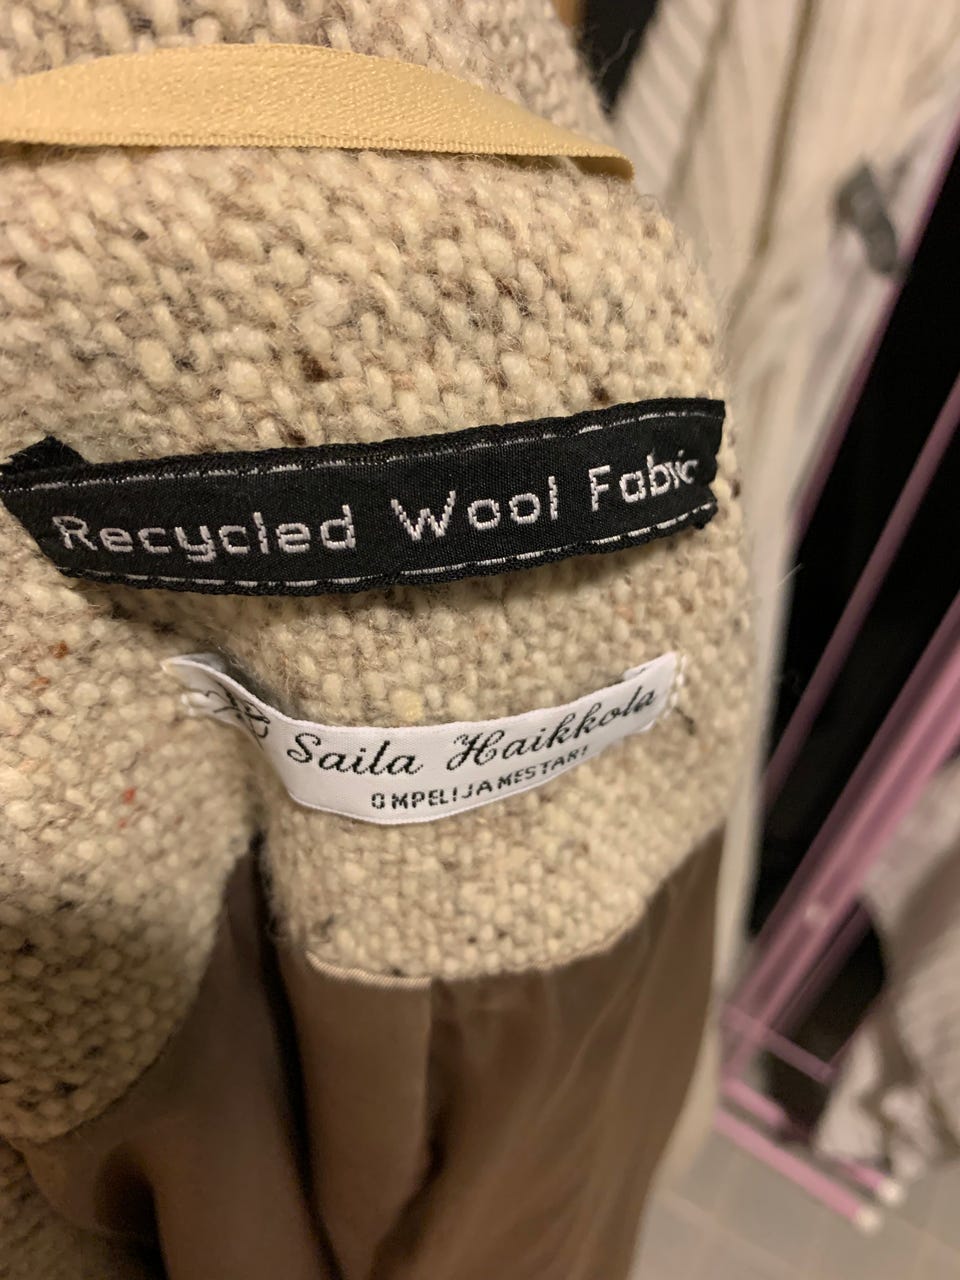 Recycled Wool Fabric
Saila Haikkola
OMPELIJAMESTARI